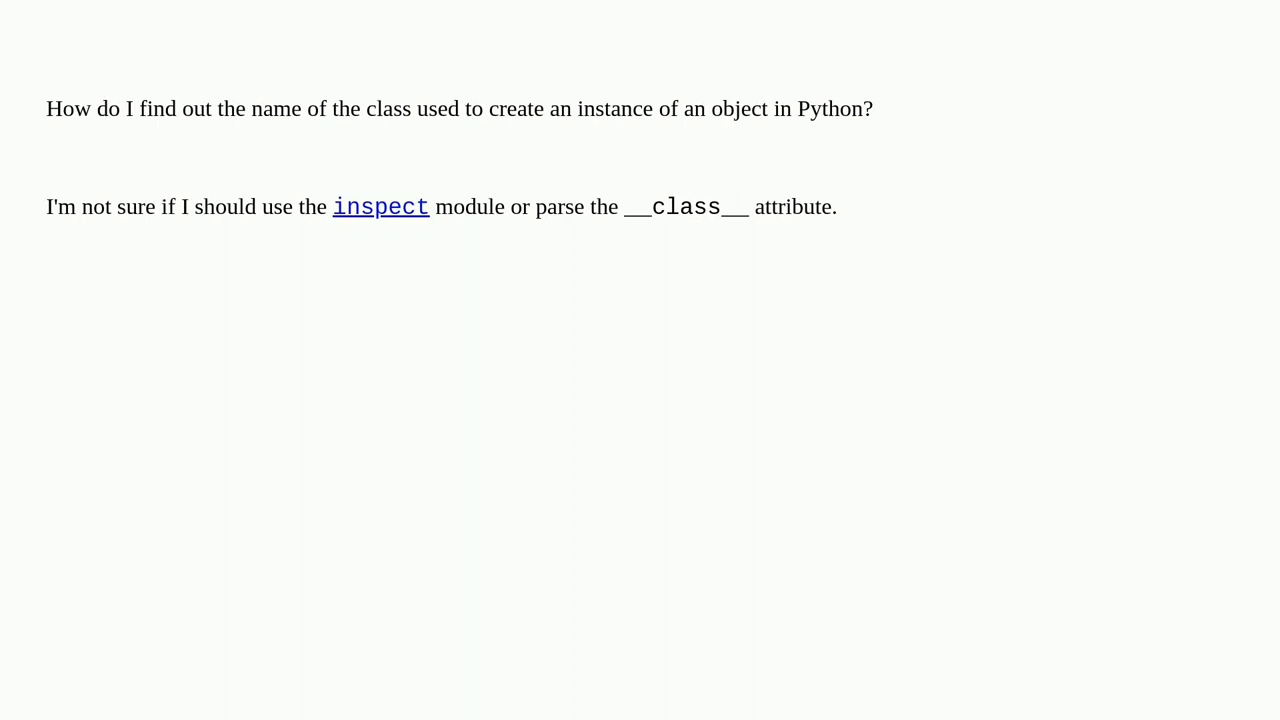 How do I find out the name of the class used to create an instance of an object in Python?
I'm not sure if I should use the inspect module or parse the __class__ attribute.